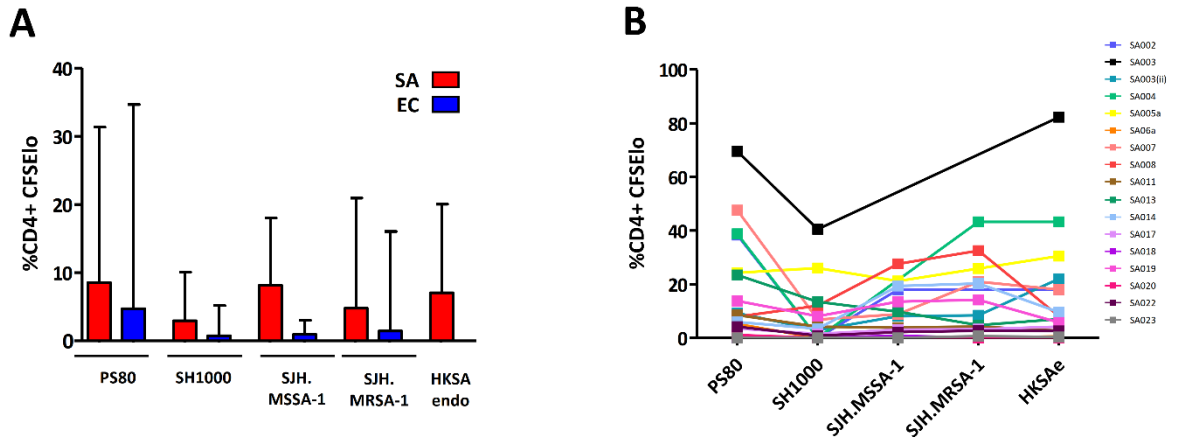 A
%CD4+ CFSElo
40
30
20
10
0
SA
EC
PS80
SH1000
SJH.
MSSA-1
SJH.
MRSA-1
HKSA
endo
B
%CD4+ CFSElo
100
80
60
40
20
0
PS80
SH1000
SJH.MSSA-1
SJH.MRSA-1
HKSAe
SA002
SA003
SA003(ii)
SA004
SA005a
SA06a
SA007
SA008
SA011
SA013
SA014
SA017
SA018
SA019
SA020
SA022
SA023